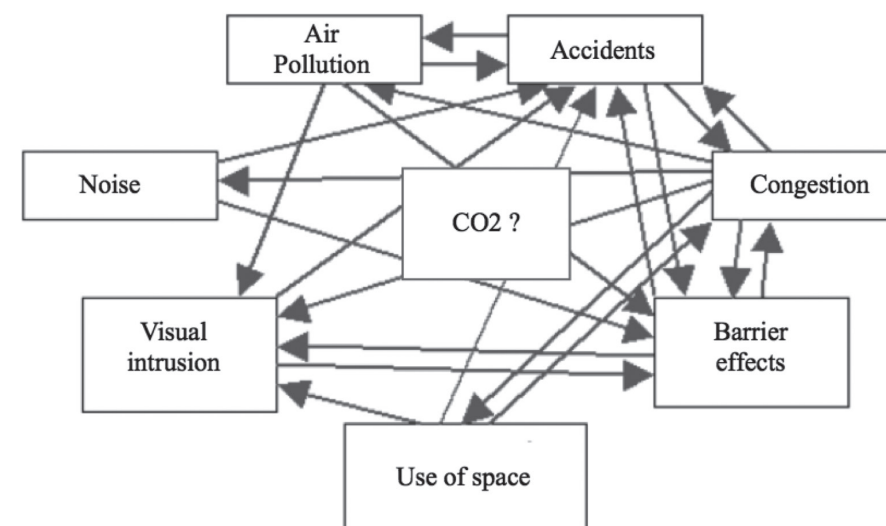 Air
Pollution
Accidents
Noise
CO2 ?
Congestion
Visual
intrusion
Barrier
effects
Use of space